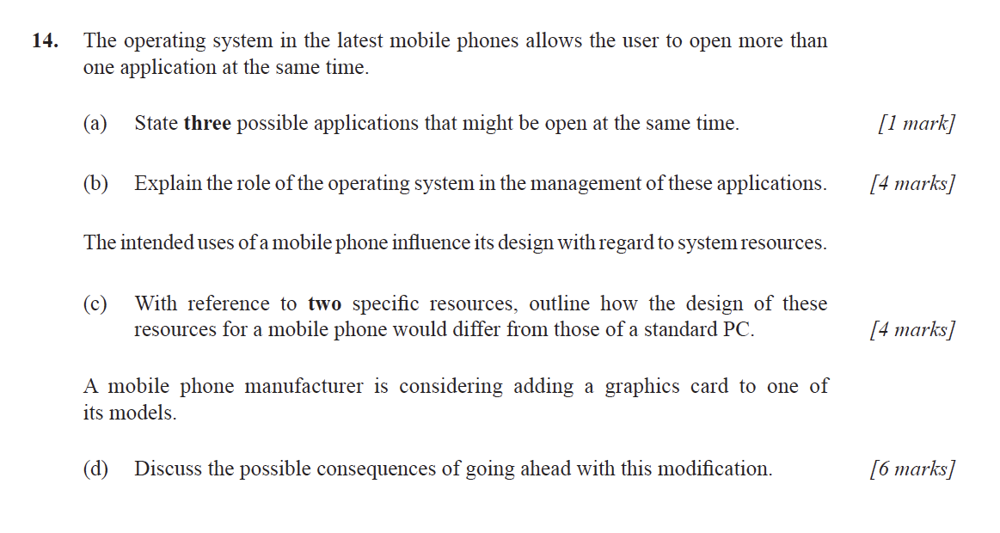 14. The operating system in the latest mobile phones allows the user to open more than
one application at the same time.
(a) State three possible applications that might be open at the same time. [1 mark]
(b) Explain the role of the operating system in the management of these applications. [4 marks]
The intended uses of a mobile phone influence its design with regard to system resources.
(c) With reference to two specific resources, outline how the design of these
resources for a mobile phone would differ from those of a standard PC. [4 marks]
A mobile phone manufacturer is considering adding a graphics card to one of
its models.
(d) Discuss the possible consequences of going ahead with this modification. [6 marks]